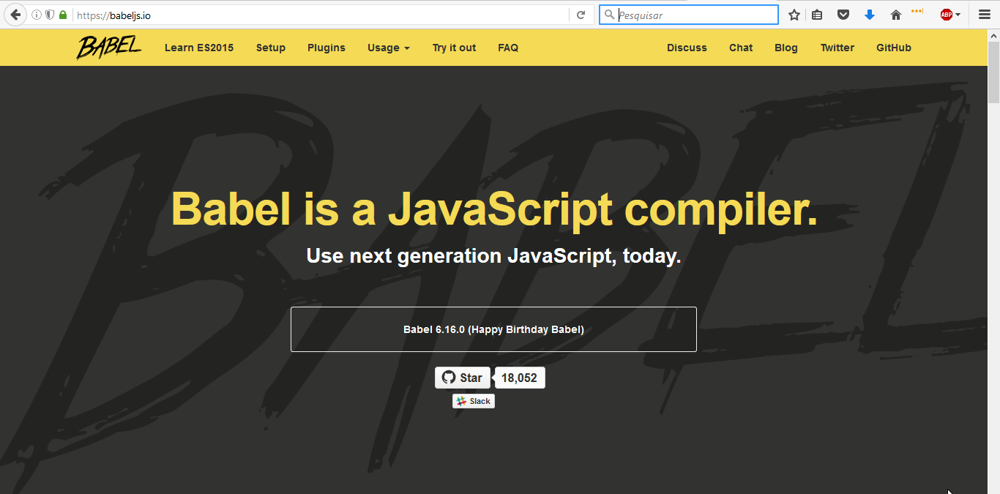 https://babeljs.io
Pesquisar
ABP
BABEL
Learn ES2015 Setup Plugins Usage Try it out FAQ Discuss Chat Blog Twitter GitHub
BABEL
Babel is a JavaScript compiler.
Use next generation JavaScript, today.
Babel 6.16.0 (Happy Birthday Babel)
Star 18,052
Slack